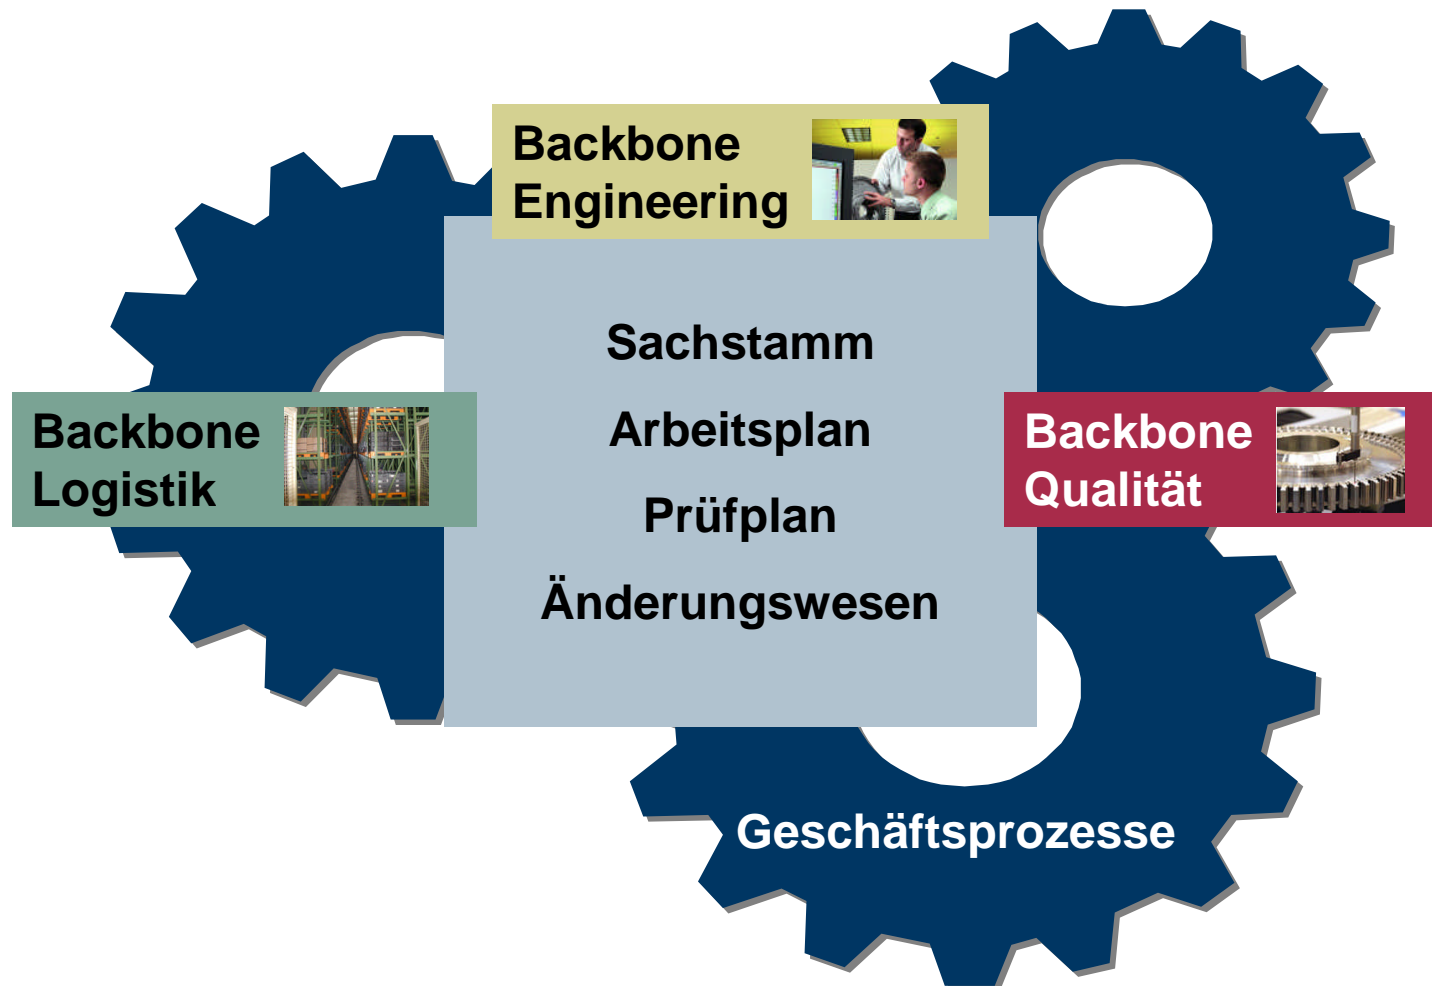 Backbone
Engineering
Sachstamm
Arbeitsplan
Prüfplan
Änderungswesen
Backbone
Logistik
Backbone
Qualität
Geschäftsprozesse